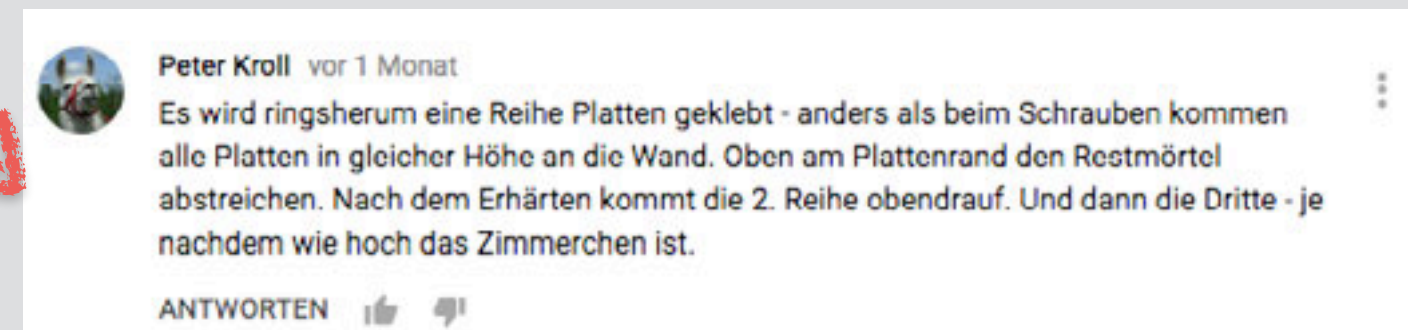 Peter Kroll vor 1 Monat
Es wird ringsherum eine Reihe Platten geklebt - anders als beim Schrauben kommen
alle Platten in gleicher Höhe an die Wand. Oben am Plattenrand den Restmörtel
abstreichen. Nach dem Erhärten kommt die 2. Reihe obendrauf. Und dann die Dritte - je
nachdem wie hoch das Zimmerchen ist.
ANTWORTEN